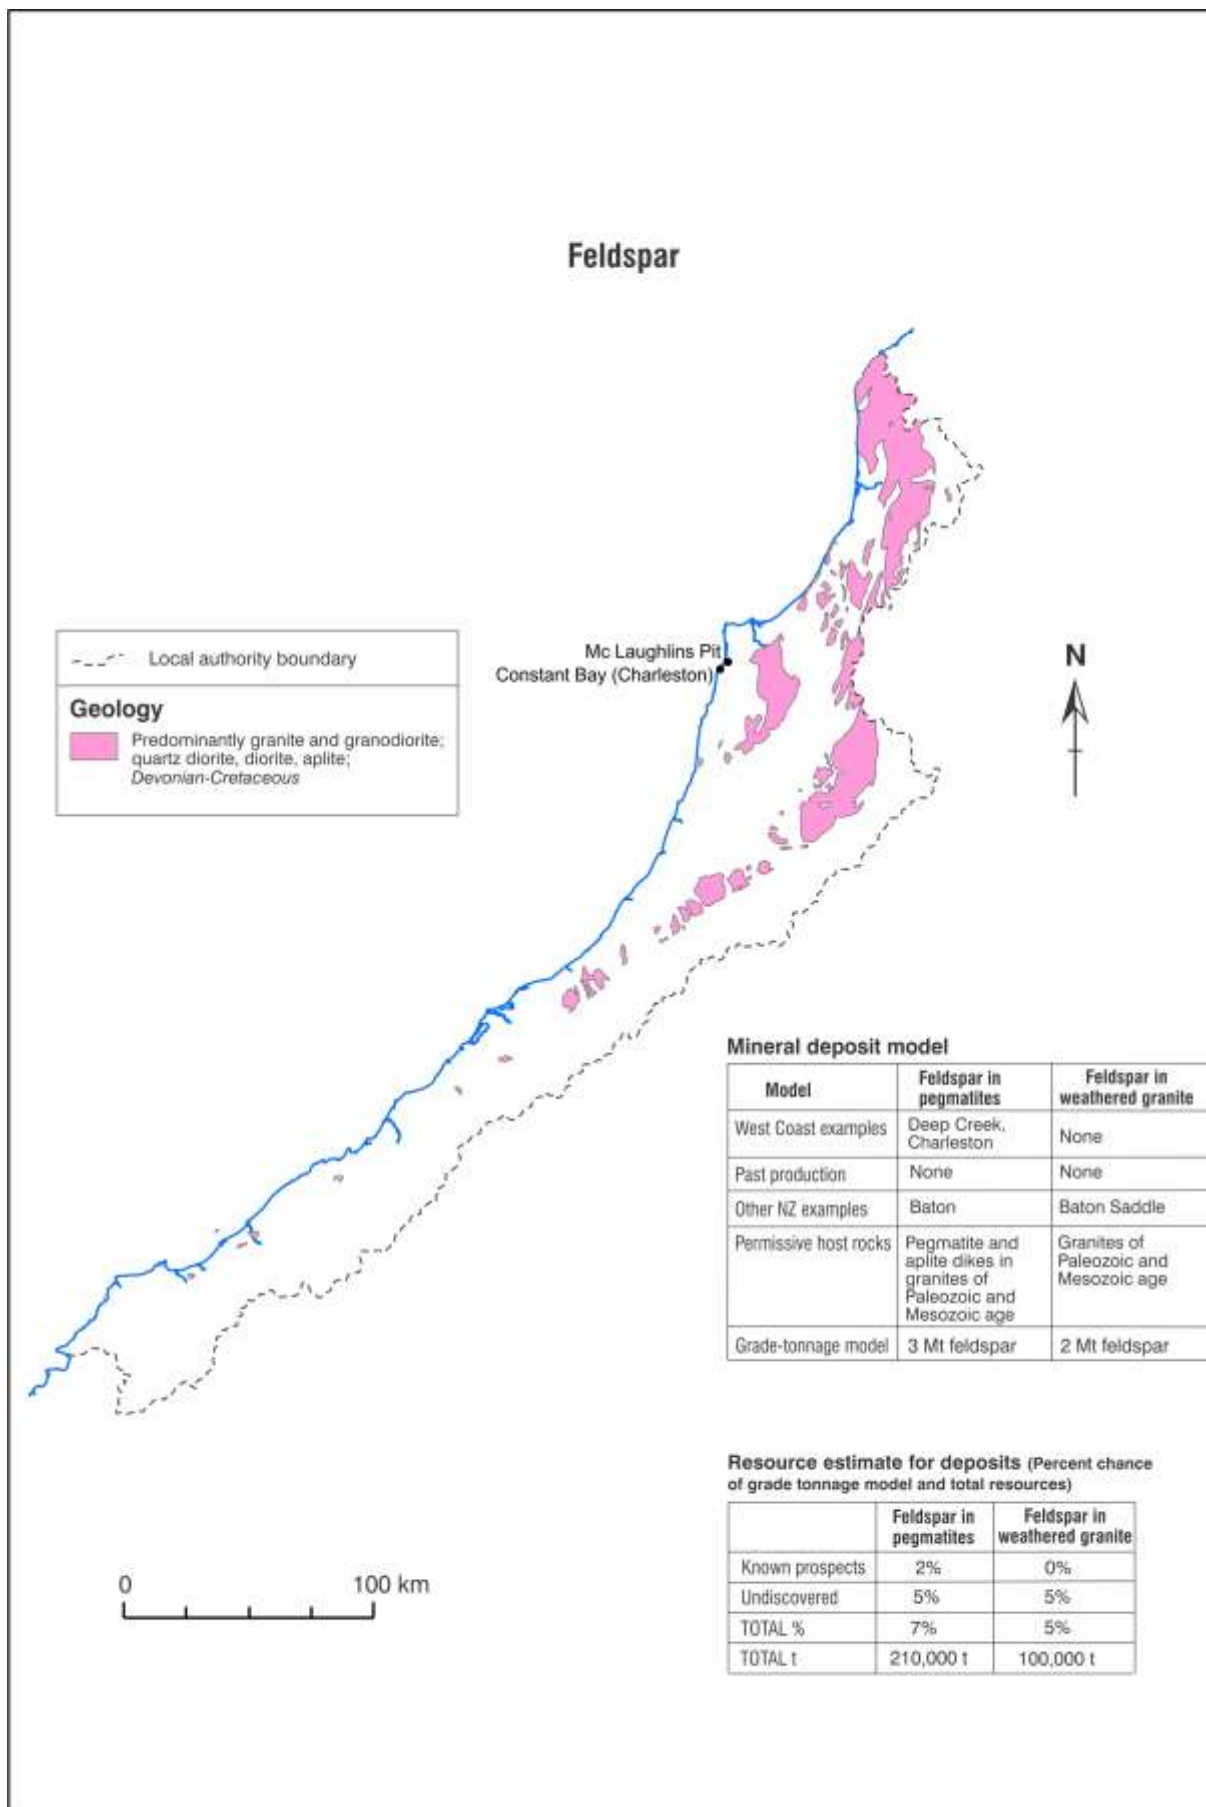 Feldspar
Mc Laughlins Pit
Constant Bay (Charleston)
N
Local authority boundary
Geology
Predominantly granite and granodiorite;
quartz diorite, diorite, aplite;
Devonian-Cretaceous
Mineral deposit model
Model
Feldspar in
pegmatites
Feldspar in
weathered granite
West Coast examples
Deep Creek,
Charleston
None
Past production
None
None
Other NZ examples
Baton
Baton Saddle
Permissive host rocks
Pegmatite and
aplite dikes in
granites of
Paleozoic and
Mesozoic age
Granites of
Paleozoic and
Mesozoic age
Grade-tonnage model
3 Mt feldspar
2 Mt feldspar
Resource estimate for deposits (Percent chance
of grade tonnage model and total resources)
Feldspar in
pegmatites
Feldspar in
weathered granite
Known prospects
2%
0%
Undiscovered
5%
5%
TOTAL %
7%
5%
TOTAL t
210,000 t
100,000 t
0
100 km